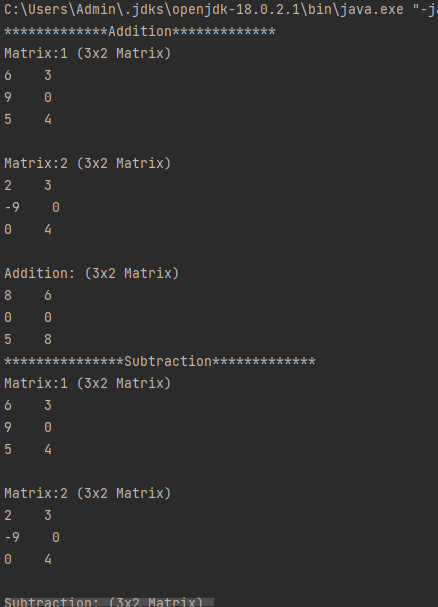 C:\Users\Admin\.jdks\openjdk-18.0.2.1\bin\java.exe "-ja
*************Addition*************
Matrix:1 (3x2 Matrix)
6    3
9    0
5    4
Matrix:2 (3x2 Matrix)
2    3
-9    0
0    4
Addition: (3x2 Matrix)
8    6
0    0
5    8
***************Subtraction*************
Matrix:1 (3x2 Matrix)
6    3
9    0
5    4
Matrix:2 (3x2 Matrix)
2    3
-9    0
0    4
Subtraction: (3x2 Matrix)